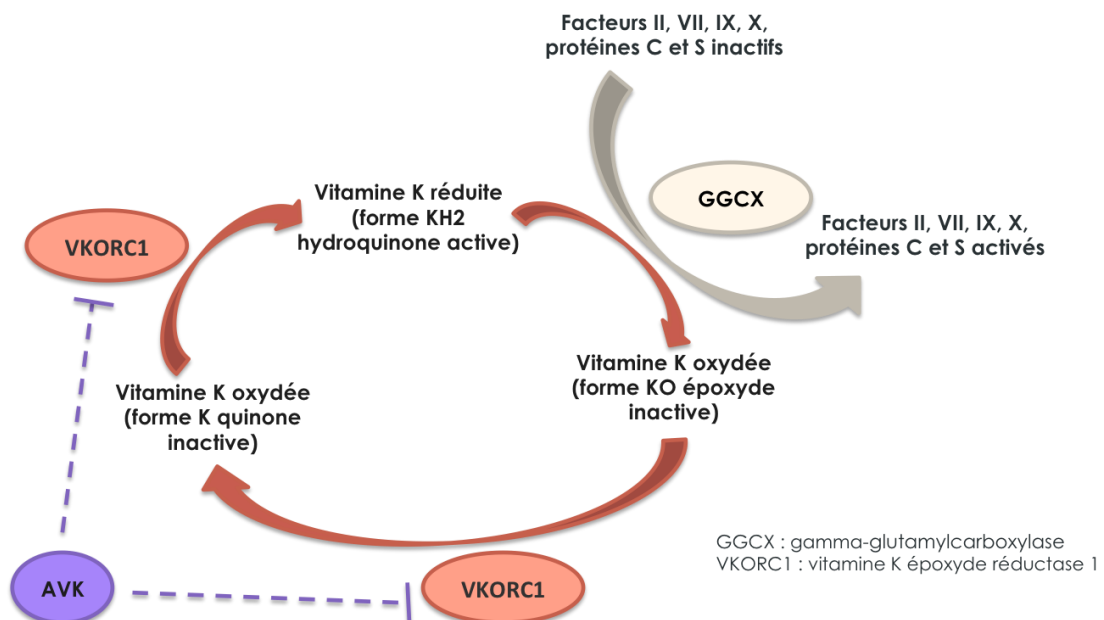 Facteurs II, VII, IX, X,
protéines C et S inactifs
GGCX
Vitamine K réduite
(forme KH2
hydroquinone active)
VKORC1
Facteurs II, VII, IX, X,
protéines C et S activés
Vitamine K oxydée
(forme KO époxyde
inactive)
Vitamine K oxydée
(forme K quinone
inactive)
GGCX : gamma-glutamylcarboxylase
VKORC1 : vitamine K époxyde réductase 1
AVK
VKORC1